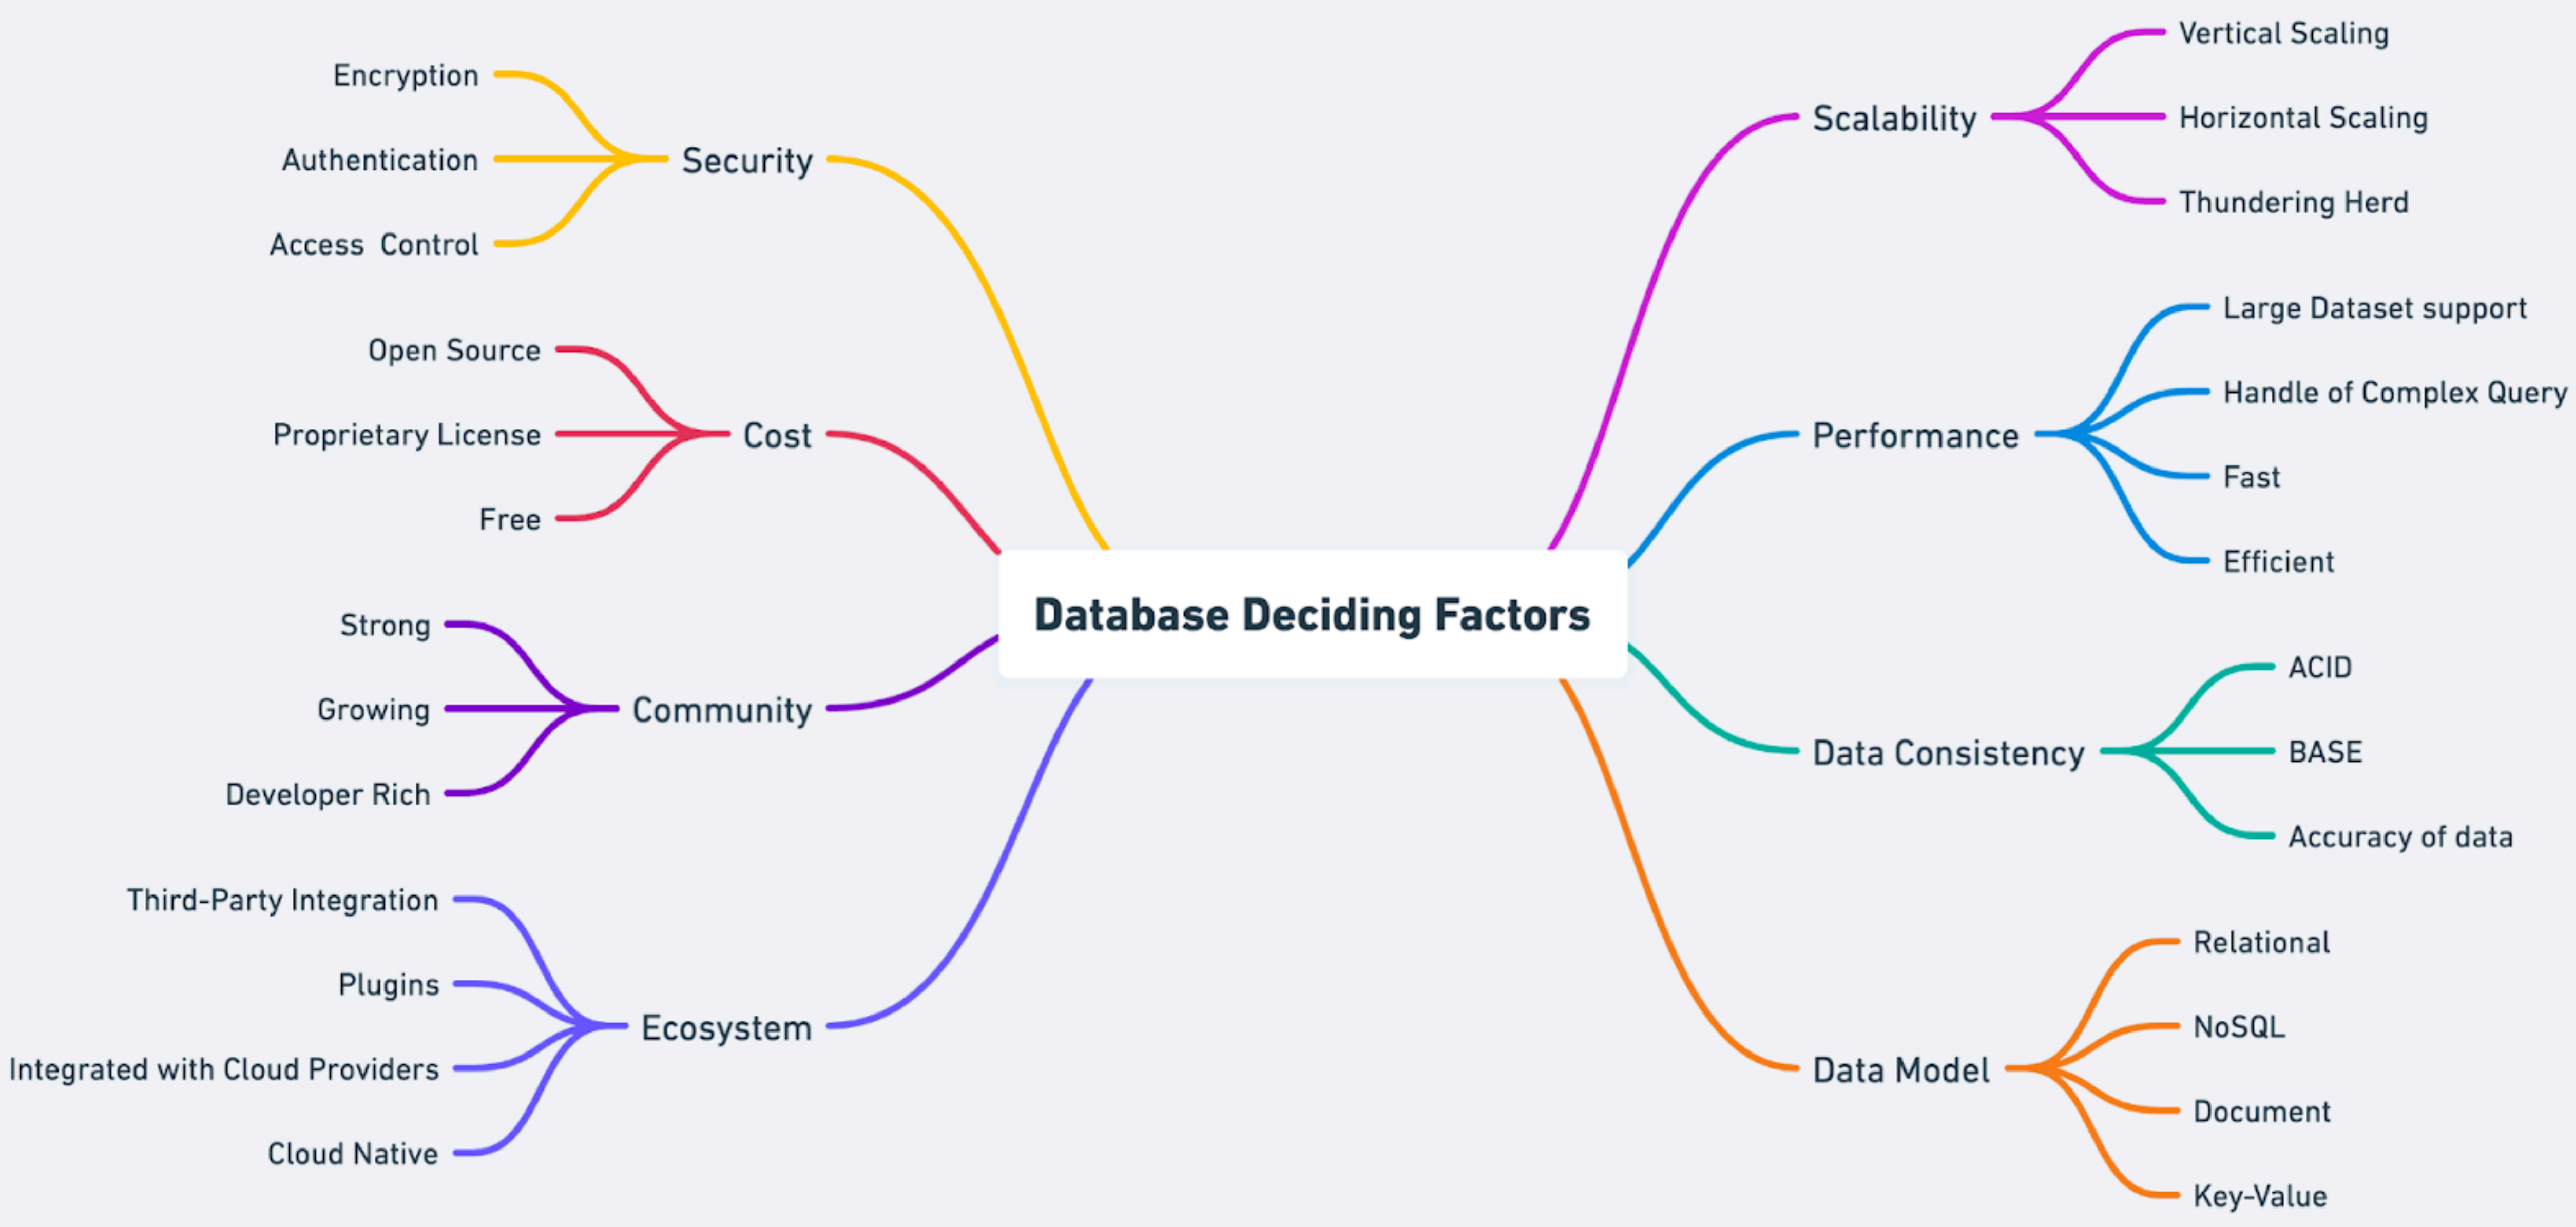 Database Deciding Factors
Security
Encryption
Authentication
Access  Control
Cost
Open Source
Proprietary License
Free
Community
Strong
Growing
Developer Rich
Ecosystem
Third-Party Integration
Plugins
Integrated with Cloud Providers
Cloud Native
Scalability
Vertical Scaling
Horizontal Scaling
Thundering Herd
Performance
Large Dataset support
Handle of Complex Query
Fast
Efficient
Data Consistency
ACID
BASE
Accuracy of data
Data Model
Relational
NoSQL
Document
Key-Value